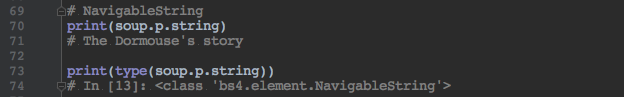 69 # NavigableString
70 print(soup.p.string)
71 # The Dormouse's story
72
73 print(type(soup.p.string))
74 # In [13]: <class 'bs4.element.NavigableString'>